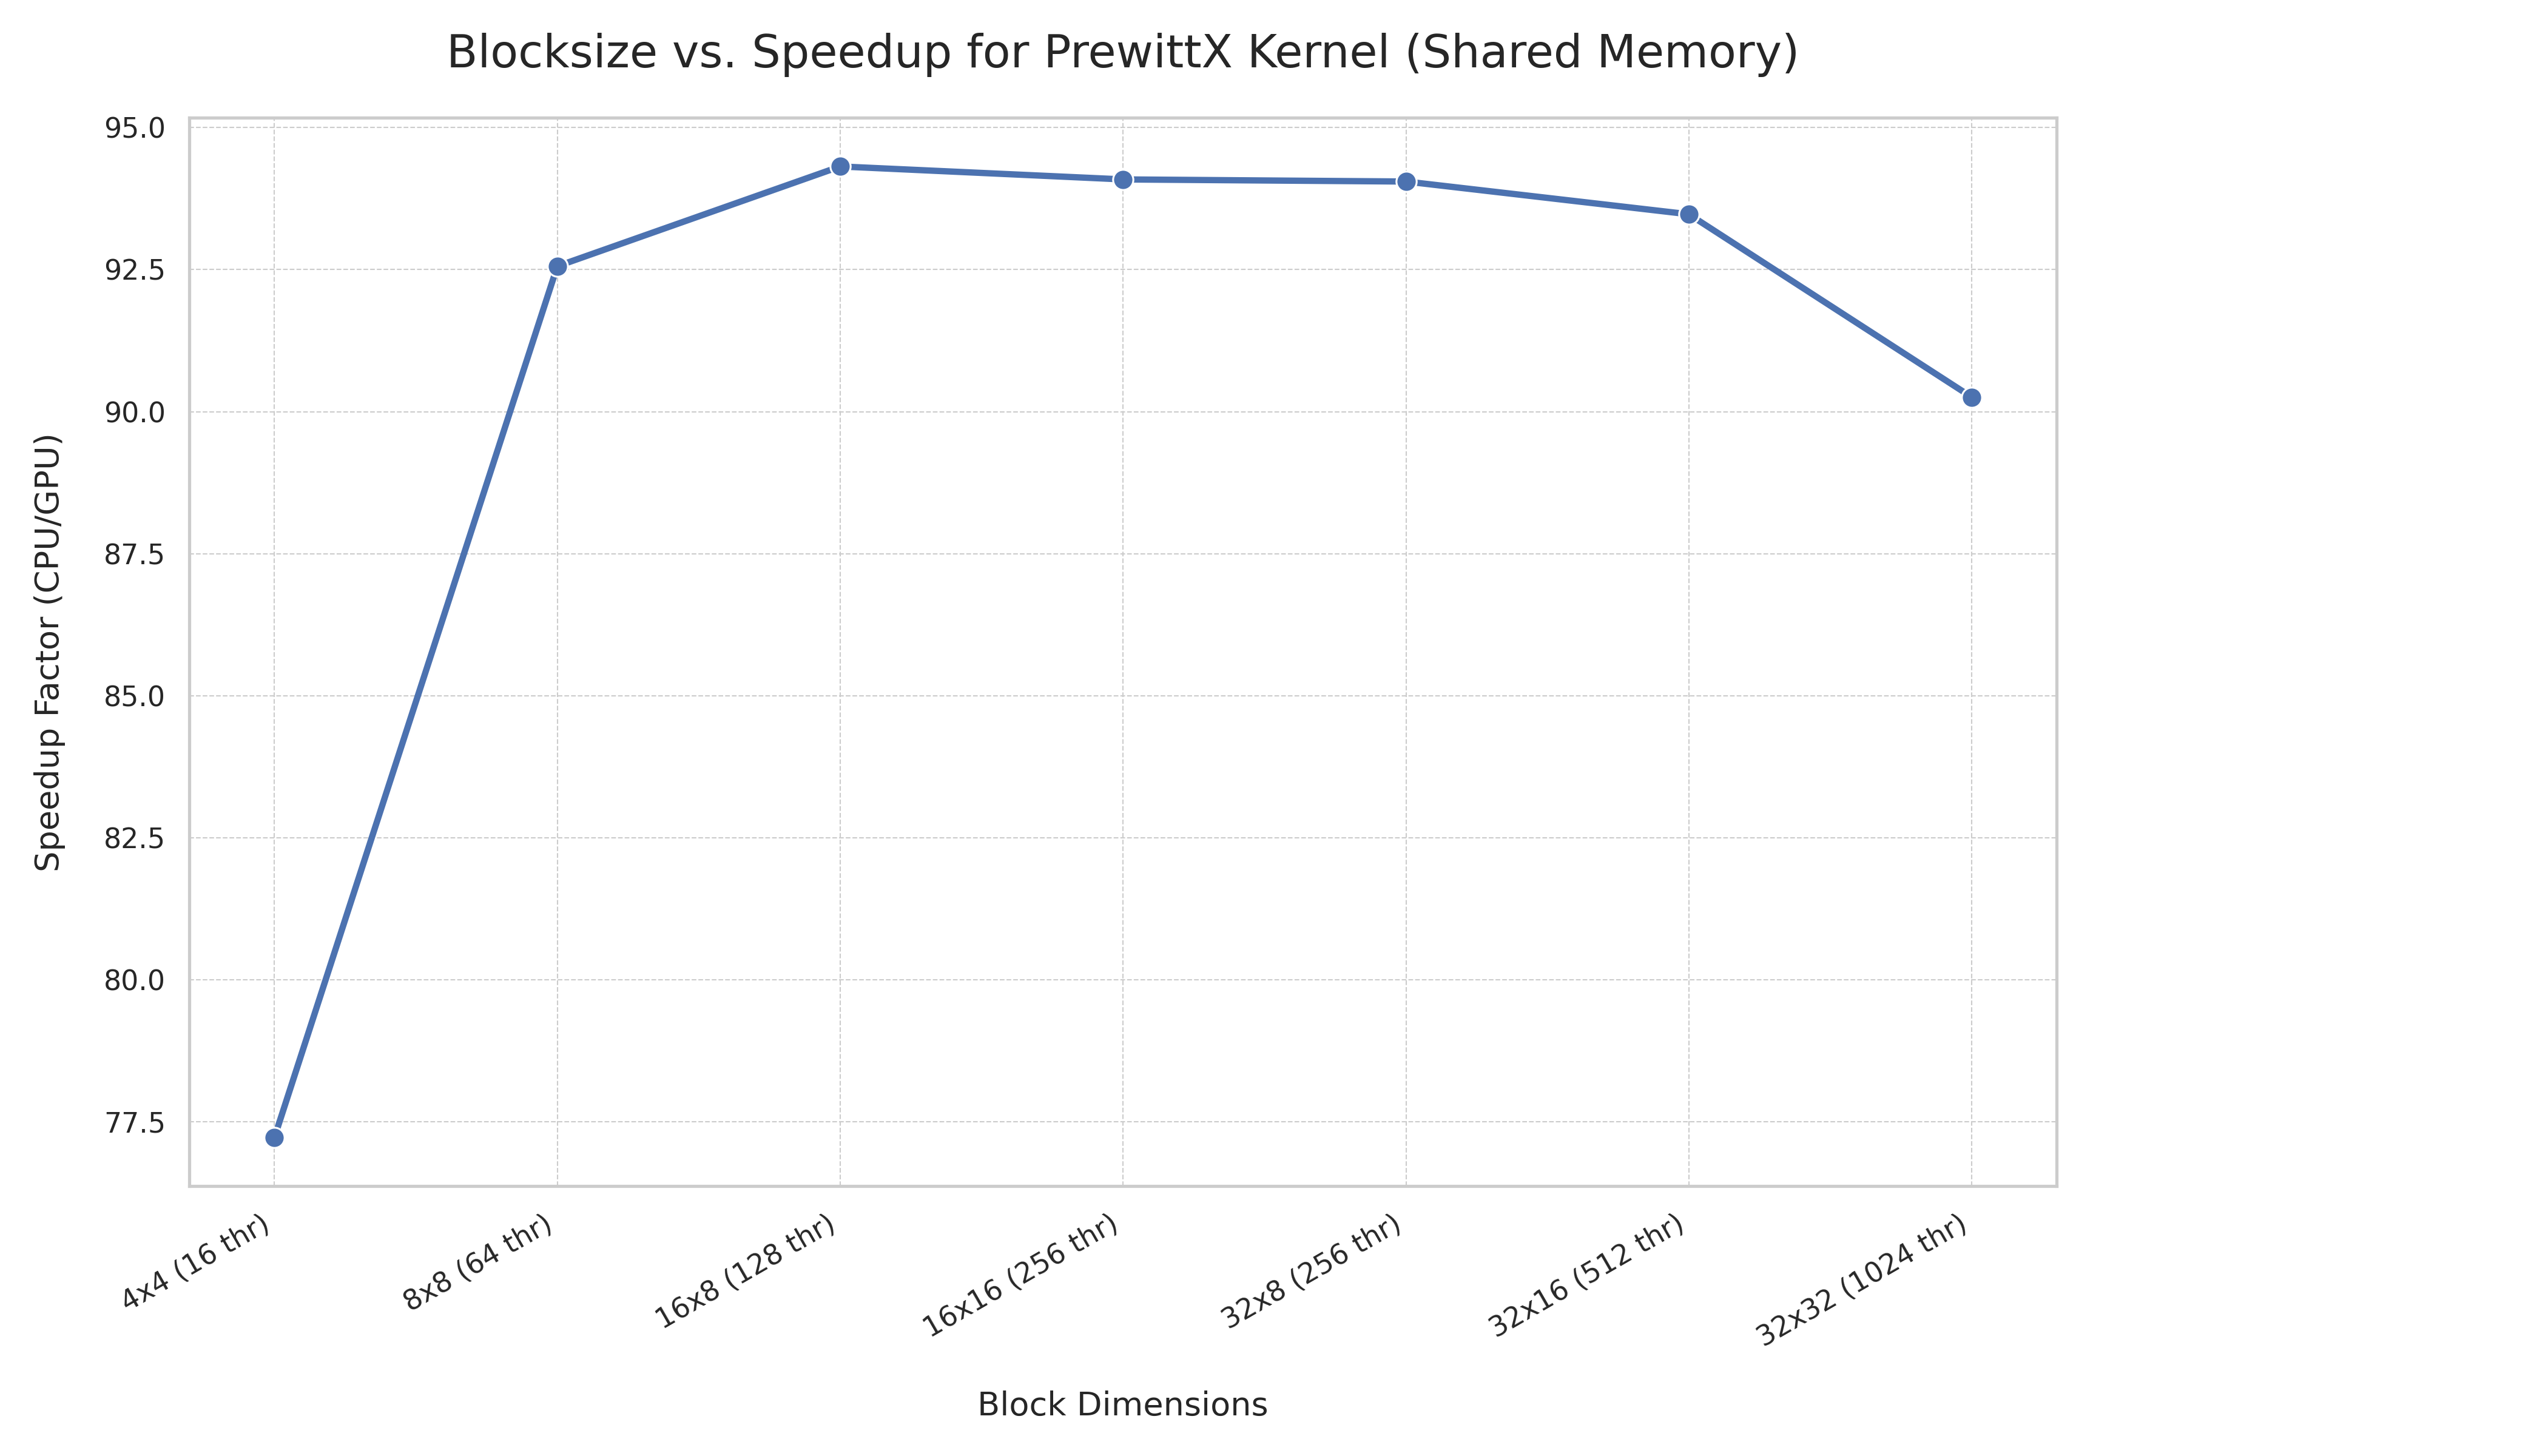 Blocksize vs. Speedup for PrewittX Kernel (Shared Memory)
Speedup Factor (CPU/GPU)
95.0
92.5
90.0
87.5
85.0
82.5
80.0
77.5
4x4 (16 thr)
8x8 (64 thr)
16x8 (128 thr)
16x16 (256 thr)
32x8 (256 thr)
32x16 (512 thr)
32x32 (1024 thr)
Block Dimensions